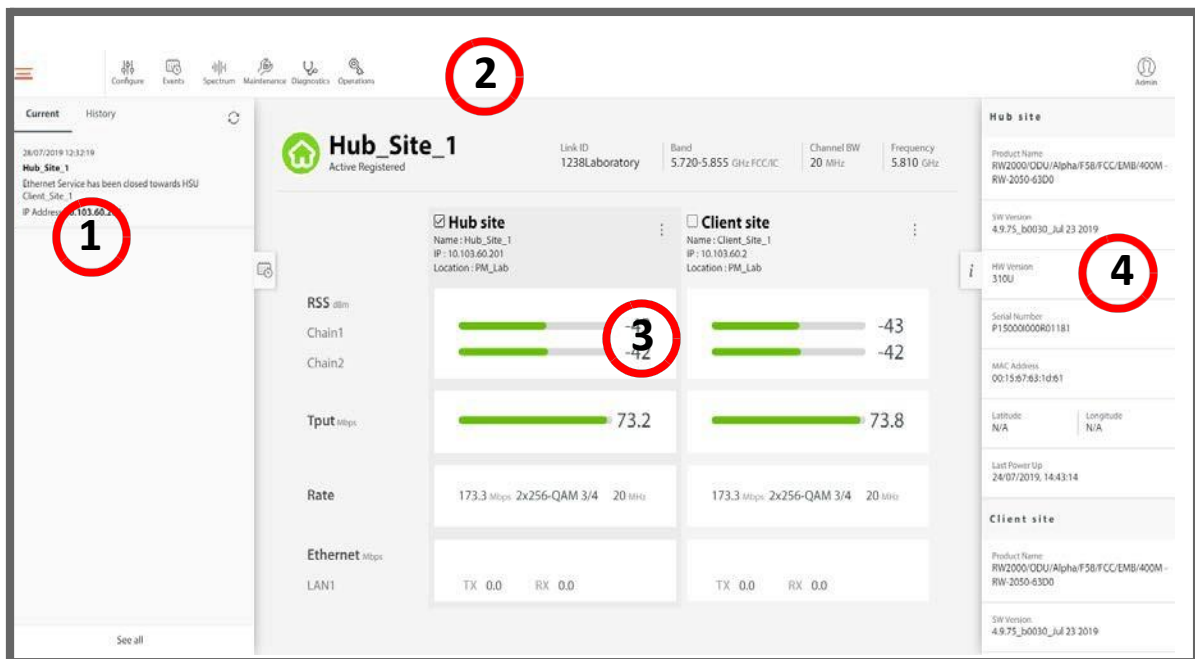 2
Configure Events Spectrum Maintenance Diagnostics Operations
Admin
Current History
28/07/2019 12:32:19
Hub_Site_1
Ethernet Service has been closed towards HSU
Client_Site_1
IP Address
1
See all
Hub_Site_1
Active Registered
Link ID
1238Laboratory
Band
5.720-5.855 GHz FCC/IC
Channel BW
20 MHz
Frequency
5.810 GHz
Hub site
Name : Hub_Site_1
IP : 10.103.60.201
Location : PM_Lab
Client site
Name : Client_Site_1
IP : 10.103.60.2
Location : PM_Lab
i
RSS dBm
Chain1
-43
Chain2
-42 -42
3
Tput Mbps 73.2 73.8
Rate 173.3 Mbps 2x256-QAM 3/4 20 MHz 173.3 Mbps 2x256-QAM 3/4 20 MHz
Ethernet Mbps
LAN1 TX 0.0 RX 0.0 TX 0.0 RX 0.0
Hub site
Product Name
RW2000/ODU/Alpha/F58/FCC/EMB/400M -
RW-2050-63D0
SW Version
4.9.75_b0030_Jul 23 2019
HW Version
310U
4
Serial Number
P15000I000R01181
MAC Address
00:15:67:63:1d:61
Latitude Longitude
N/A N/A
Last Power Up
24/07/2019, 14:43:14
Client site
Product Name
RW2000/ODU/Alpha/F58/FCC/EMB/400M -
RW-2050-63D0
SW Version
4.9.75_b0030_Jul 23 2019